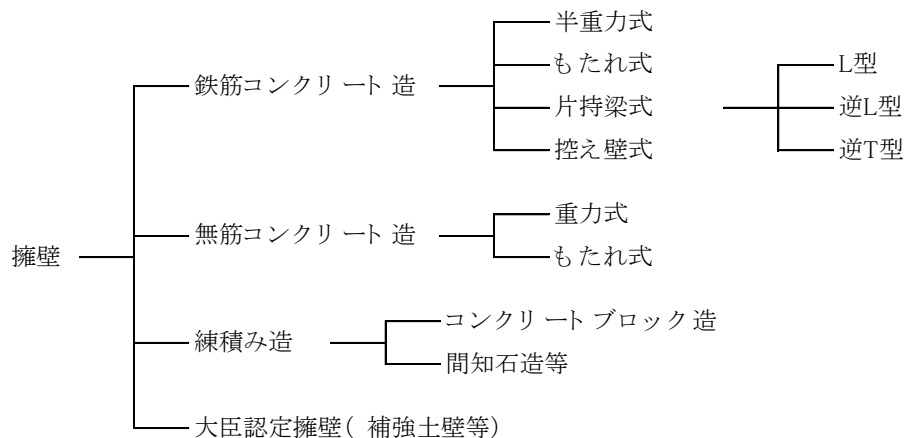 擁壁
鉄筋コンクリート造
半重力式
もたれ式
片持梁式
L型
逆L型
逆T型
控え壁式
無筋コンクリート造
重力式
もたれ式
練積み造
コンクリートブロック造
間知石造等
大臣認定擁壁(補強土壁等)